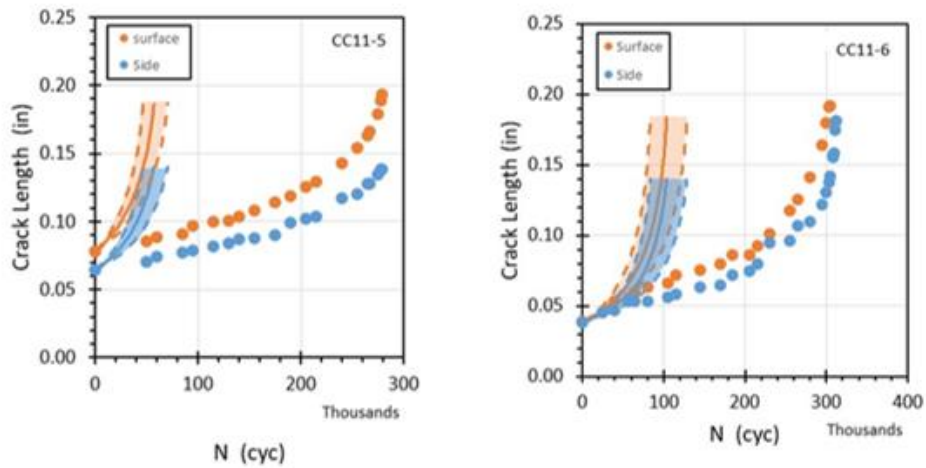 0.25
0.20
0.15
0.10
0.05
0.00
Crack Length (in)
surface
Side
CC11-5
0
100
200
300
Thousands
N (cyc)
0.25
0.20
0.15
0.10
0.05
0.00
Crack Length (in)
Surface
Side
CC11-6
0
100
200
300
400
Thousands
N (cyc)